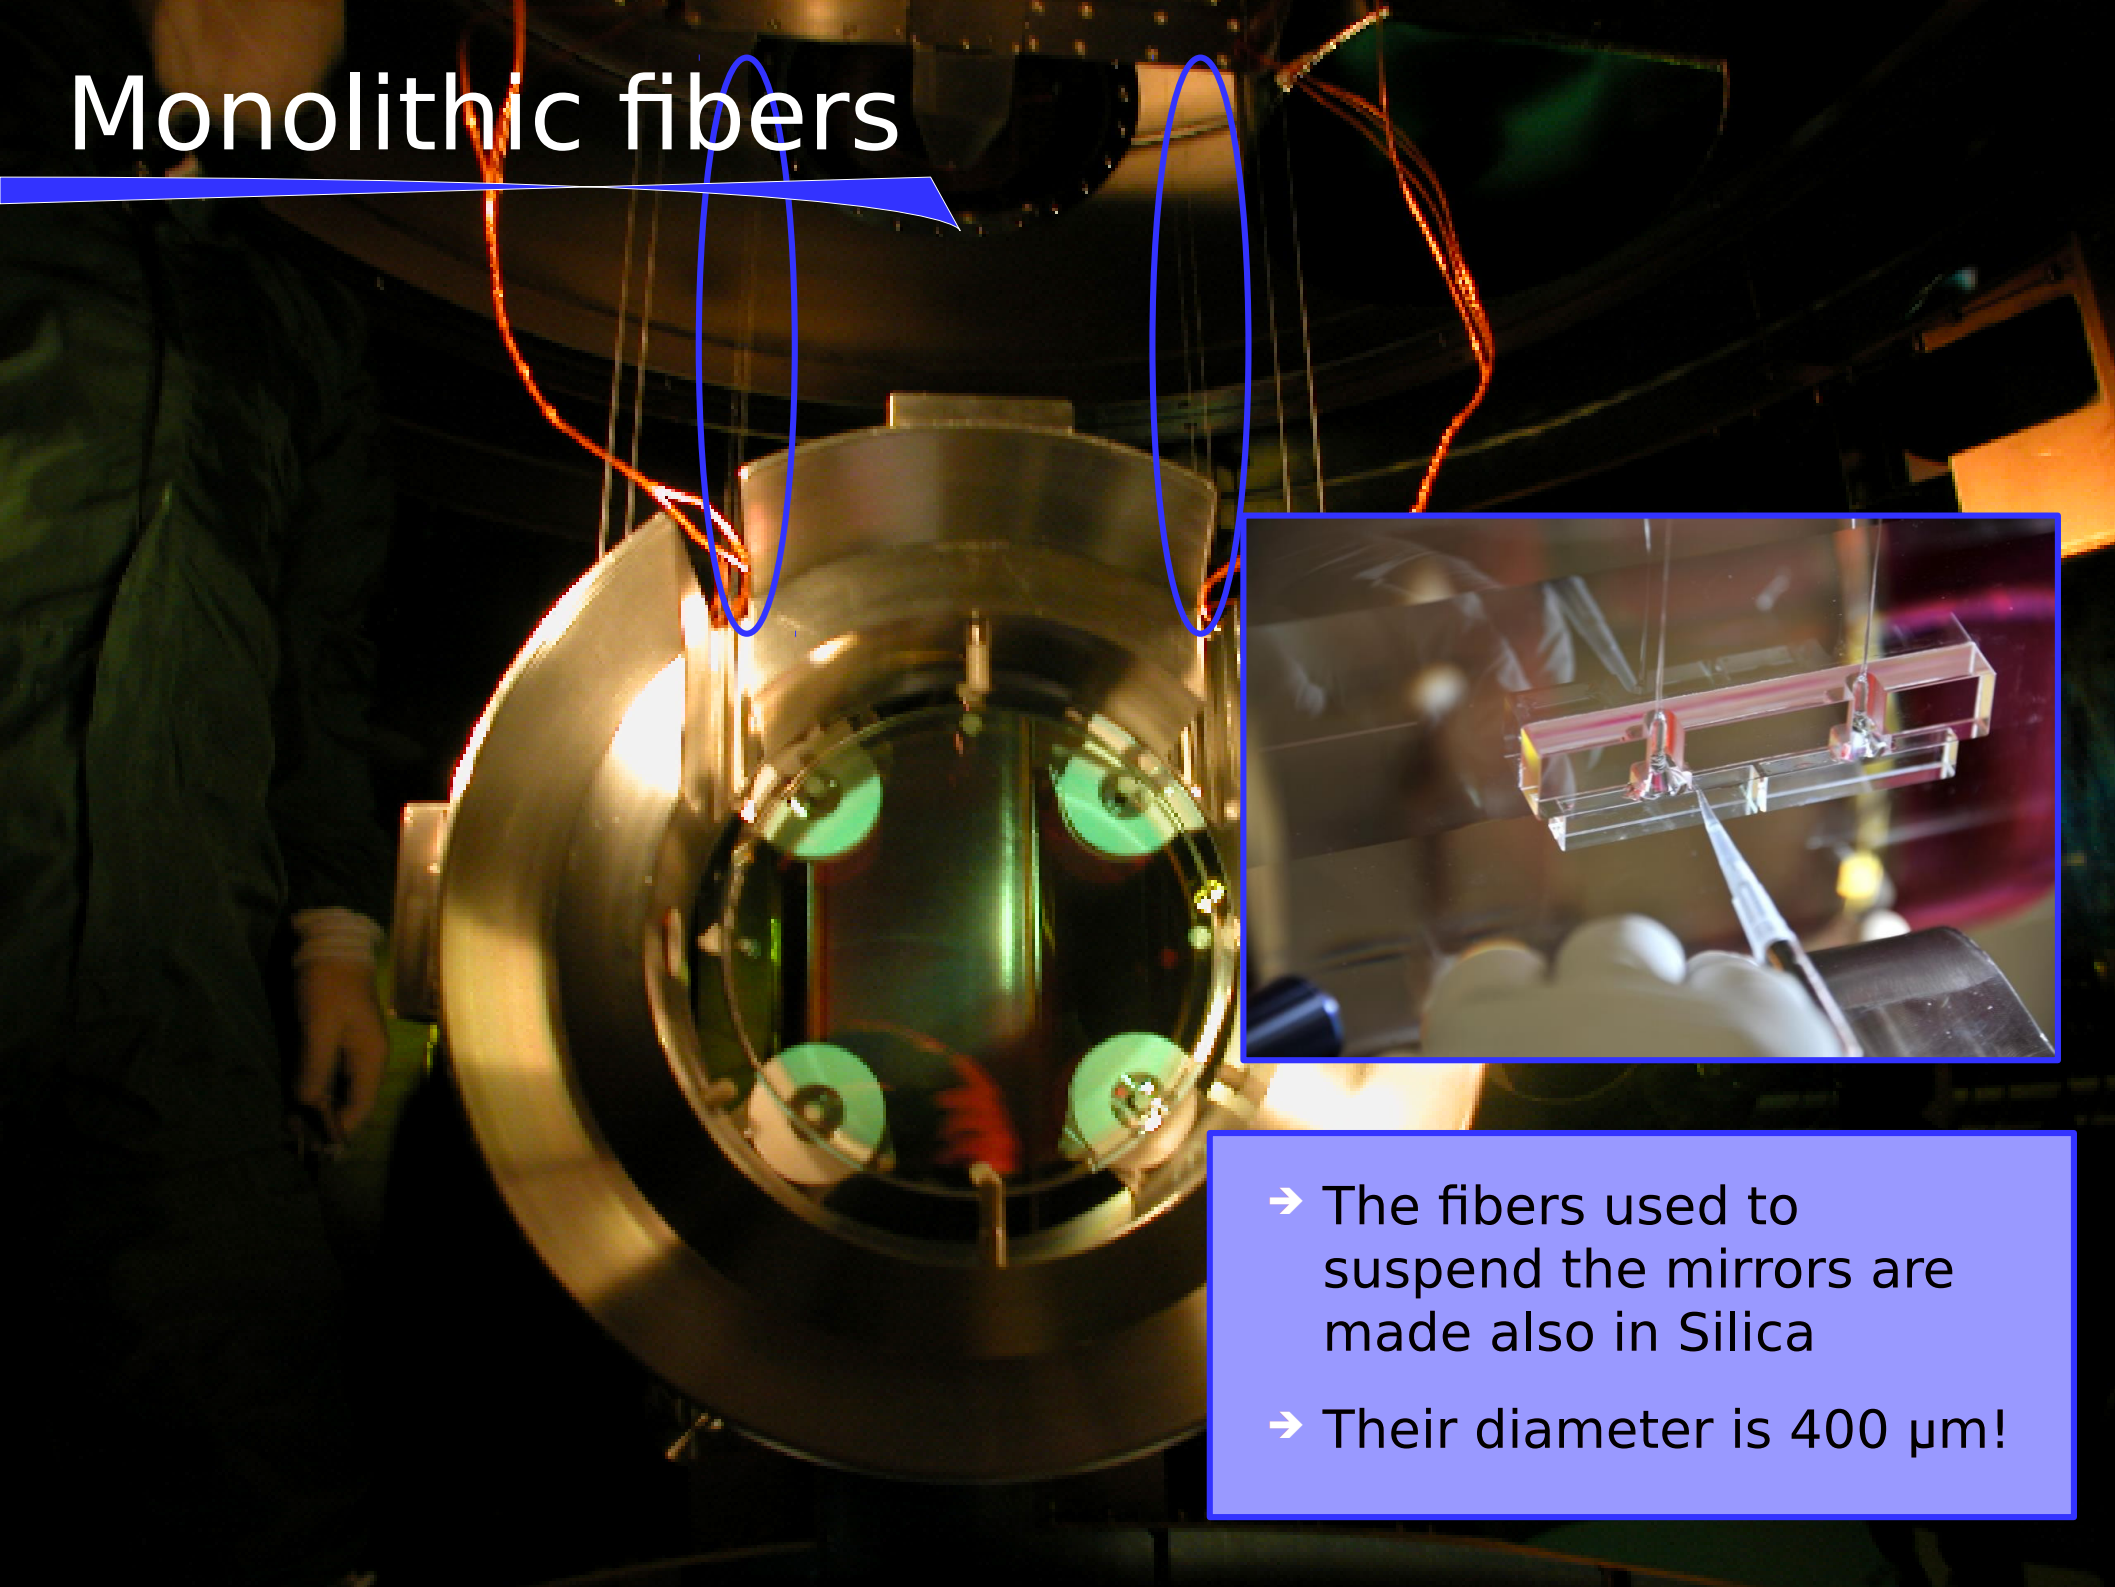 Monolithic fibers
The fibers used to
suspend the mirrors are
made also in Silica
Their diameter is 400 µm!